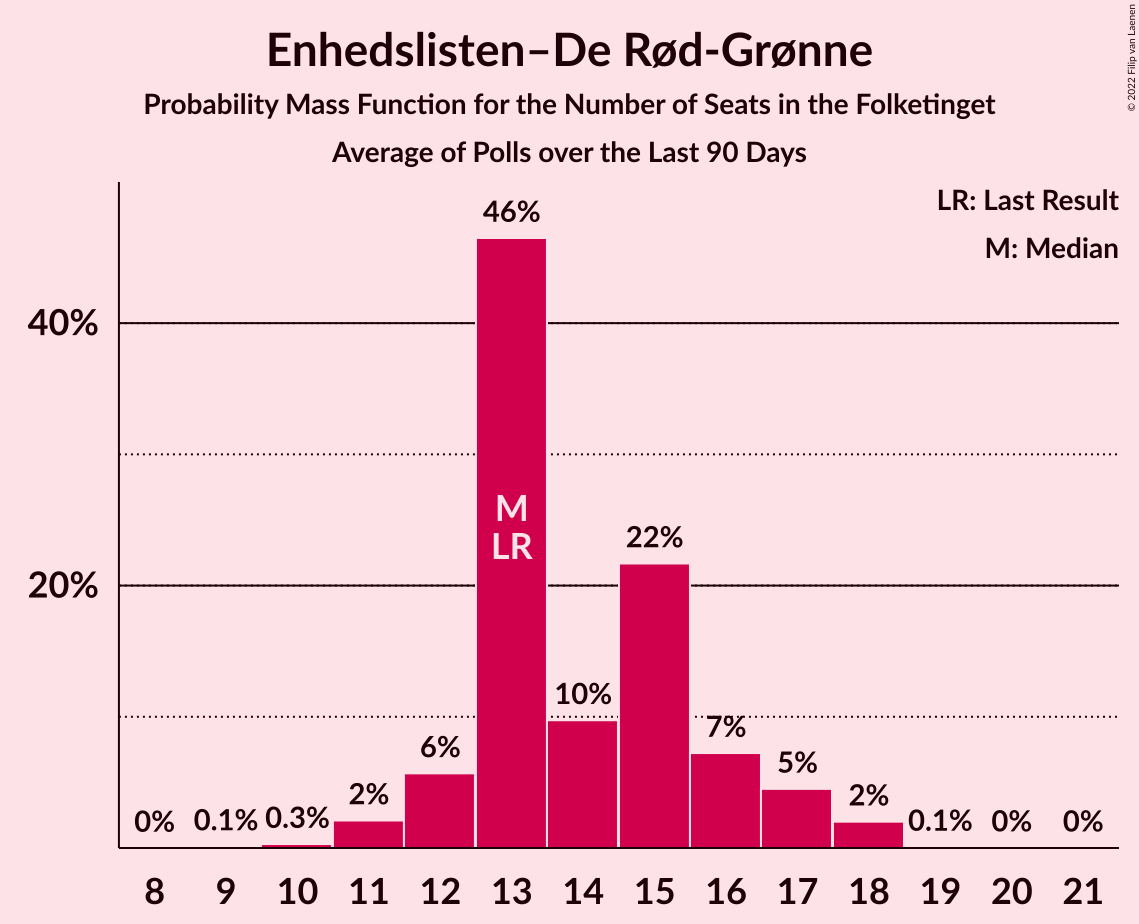 Enhedslisten–De Rød-Grønne
Probability Mass Function for the Number of Seats in the Folketinget
Average of Polls over the Last 90 Days
© 2022 Filip van Laenen
LR: Last Result
M: Median
46%
40%
M
LR
22%
20%
10%
7%
6%
5%
2%
2%
0%
0.1%
0.3%
0.1%
0%
0%
8 9 10 11 12 13 14 15 16 17 18 19 20 21